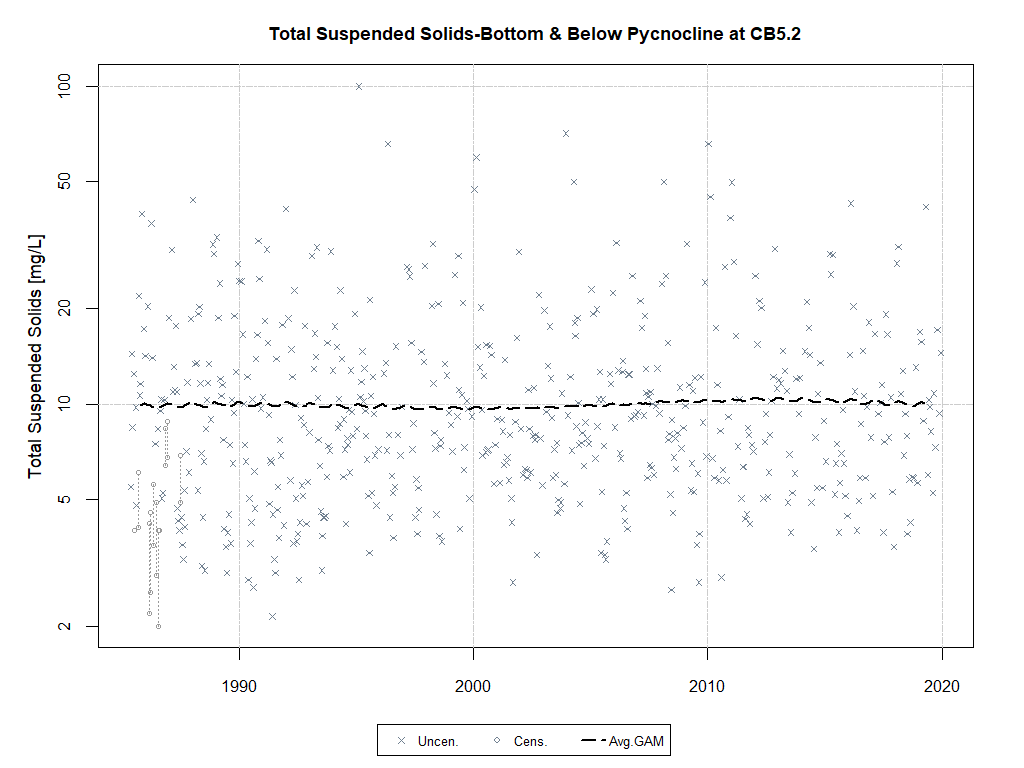 Total Suspended Solids-Bottom & Below Pycnocline at CB5.2
Total Suspended Solids [mg/L]
100
50
20
10
5
2
1990
2000
2010
2020
Uncen.
Cens.
Avg.GAM